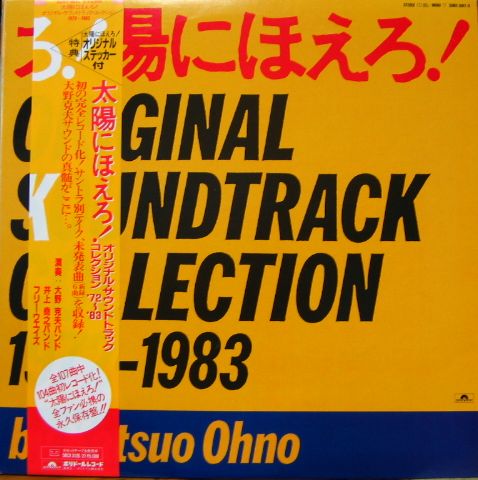 太陽にほえろ!
ORIGINAL
SOUNDTRACK
COLLECTION
-1983
tsuo Ohno
特典
太陽にほえろ!
オリジナル
ステッカー
付
太陽にほえろ!
オリジナル・サウンドトラック
・コレクション
'72〜'83
初の完全レコード化!サントラ別テイク、未発表曲
を収録!
大野克夫サウンドの真髄が
演奏、大野 克夫バンド
井上 堯之バンド
フリーウェイズ
全107曲中
104曲初レコード化!
"太陽にほえろ!"
全ファン必携の
永久保存盤!!
ポリドールレコード
polydor